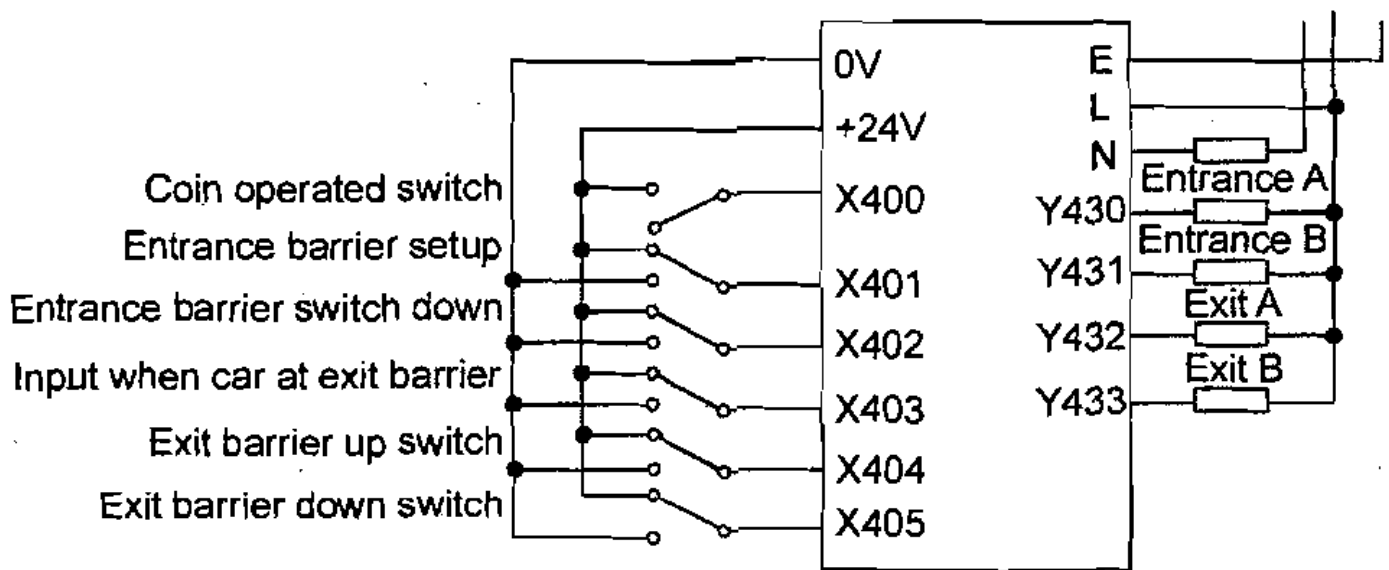 Coin operated switch
Entrance barrier setup
Entrance barrier switch down
Input when car at exit barrier
Exit barrier up switch
Exit barrier down switch
0V
+24V
X400
X401
X402
X403
X404
X405
E
L
N
Y430
Y431
Y432
Y433
Entrance A
Entrance B
Exit A
Exit B